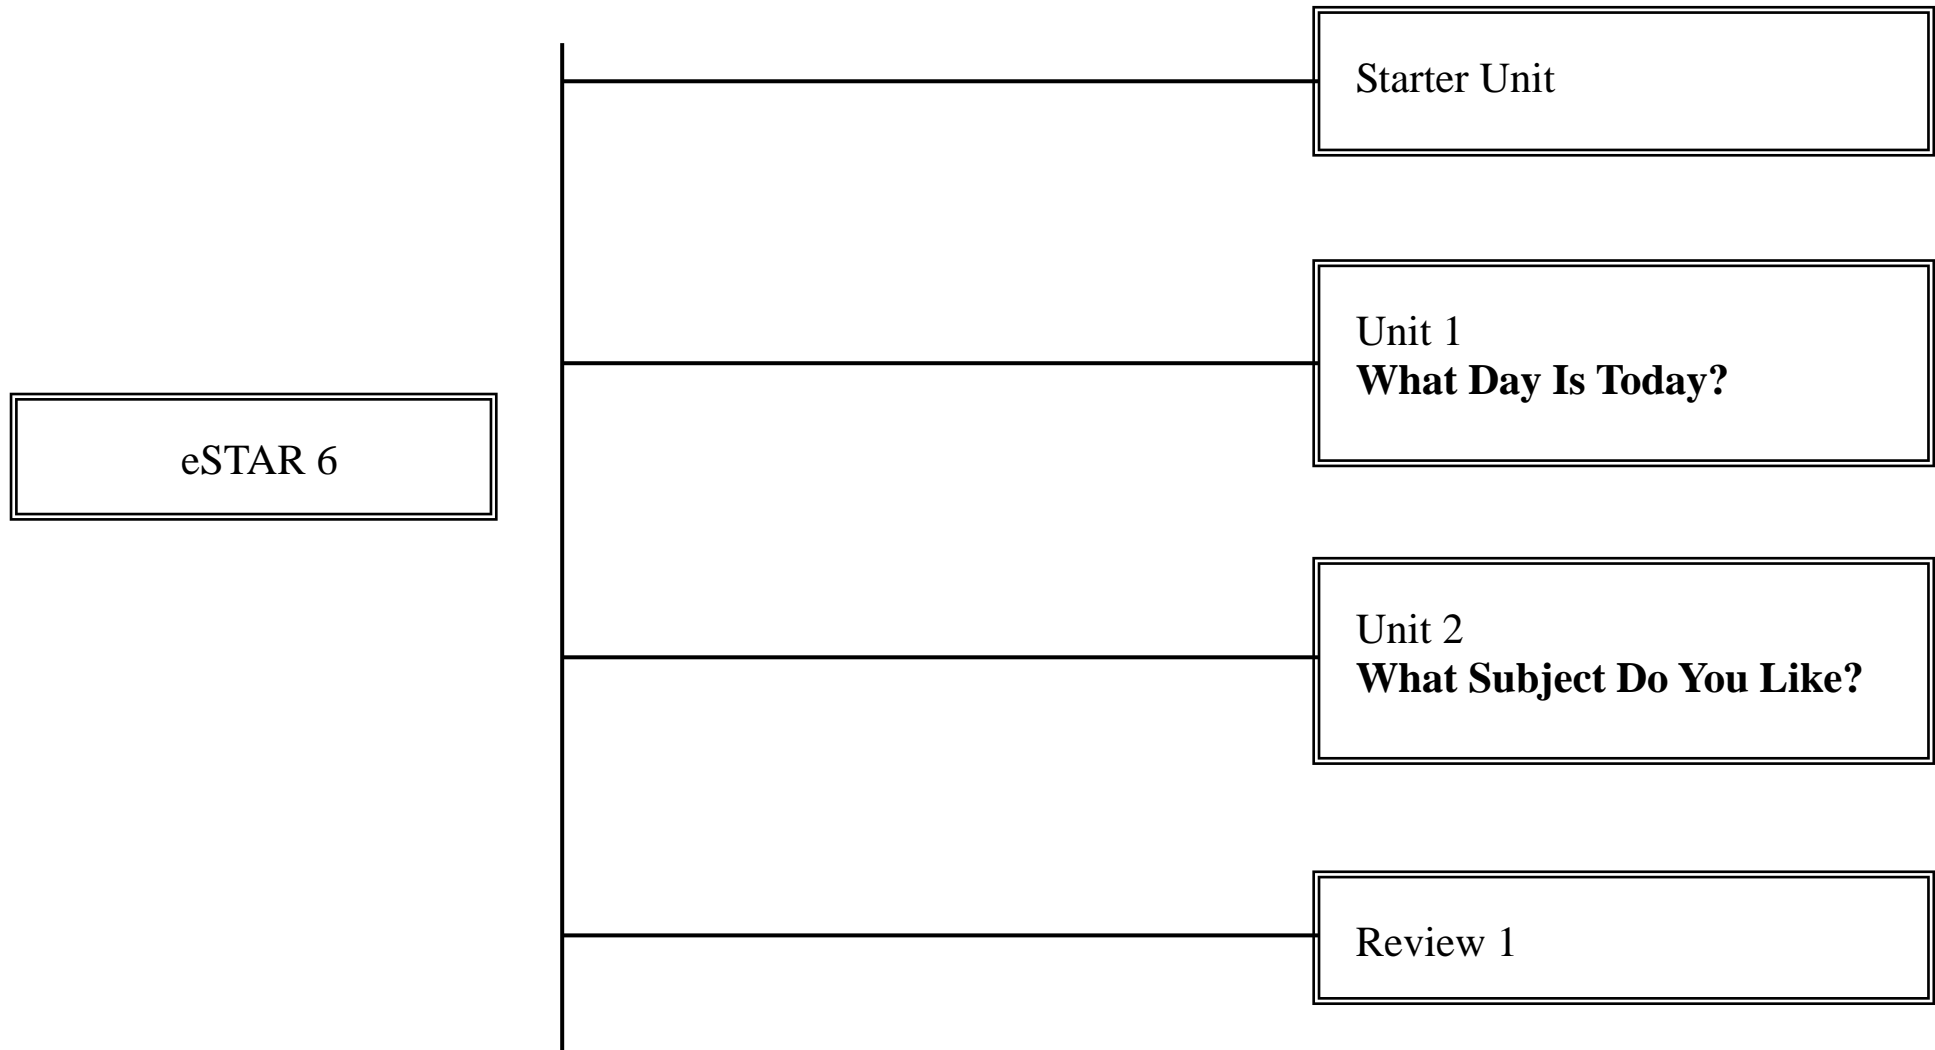 eSTAR 6
Starter Unit
Unit 1
What Day Is Today?
Unit 2
What Subject Do You Like?
Review 1